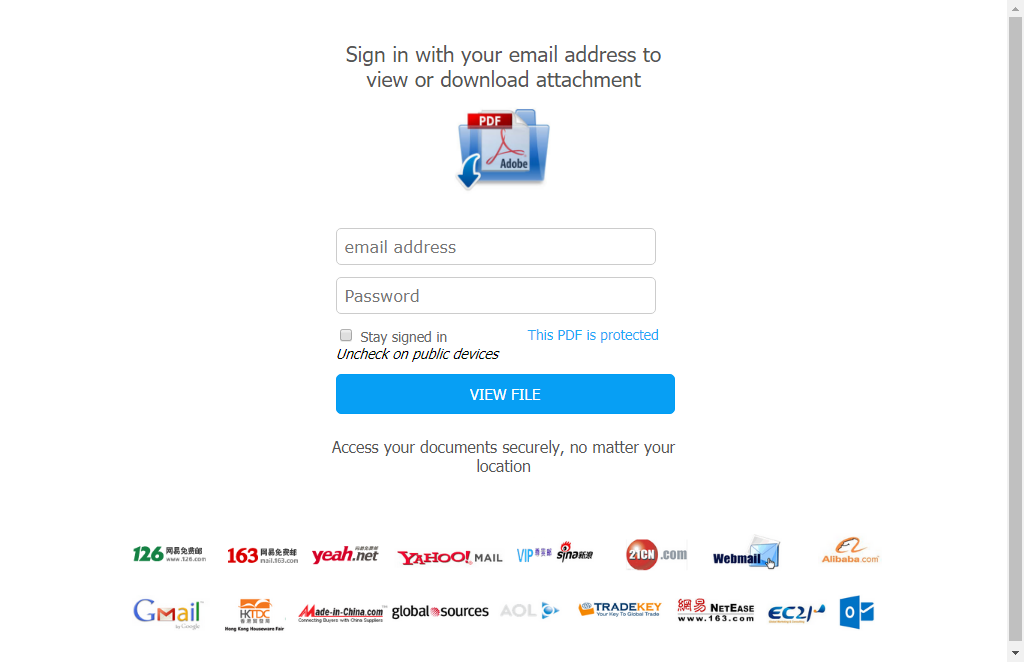 Sign in with your email address to
view or download attachment
PDF
Adobe
email address
Password
Stay signed in
This PDF is protected
Uncheck on public devices
VIEW FILE
Access your documents securely, no matter your
location
126 网易免费邮
www.126.com
163 网易免费邮
mail.163.com
yeah.net
YAHOO! MAIL
VIP
sina新浪
21CN.com
Webmail
Alibaba.com
Gmail
by Google
HKTDC
Hong Kong Houseware Fair
Made-in-China.com
Connecting Buyers with China Suppliers
global sources
AOL
TRADEKEY
Your Key To Global Trade
網易 NETEASE
www.163.com
EC21